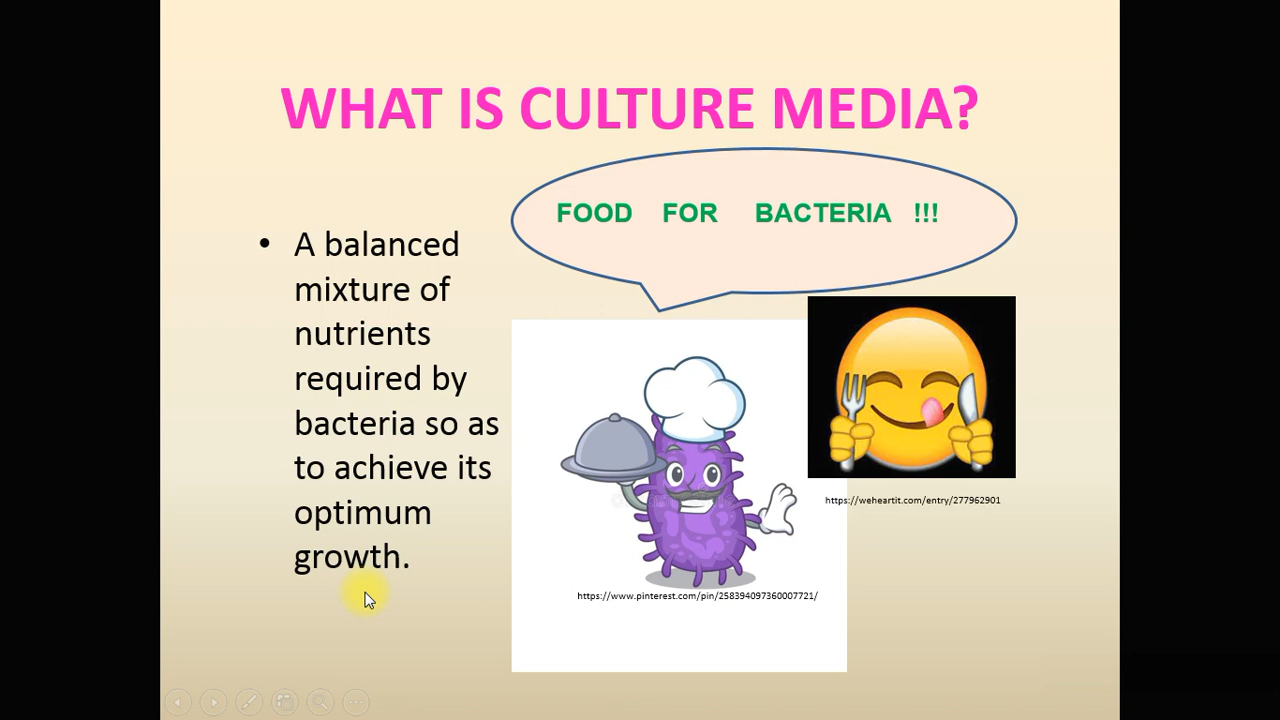 WHAT IS CULTURE MEDIA?
FOOD FOR BACTERIA !!!
• A balanced
mixture of
nutrients
required by
bacteria so as
to achieve its
optimum
growth.
https://weheartit.com/entry/277962901
https://www.pinterest.com/pin/258394097360007721/